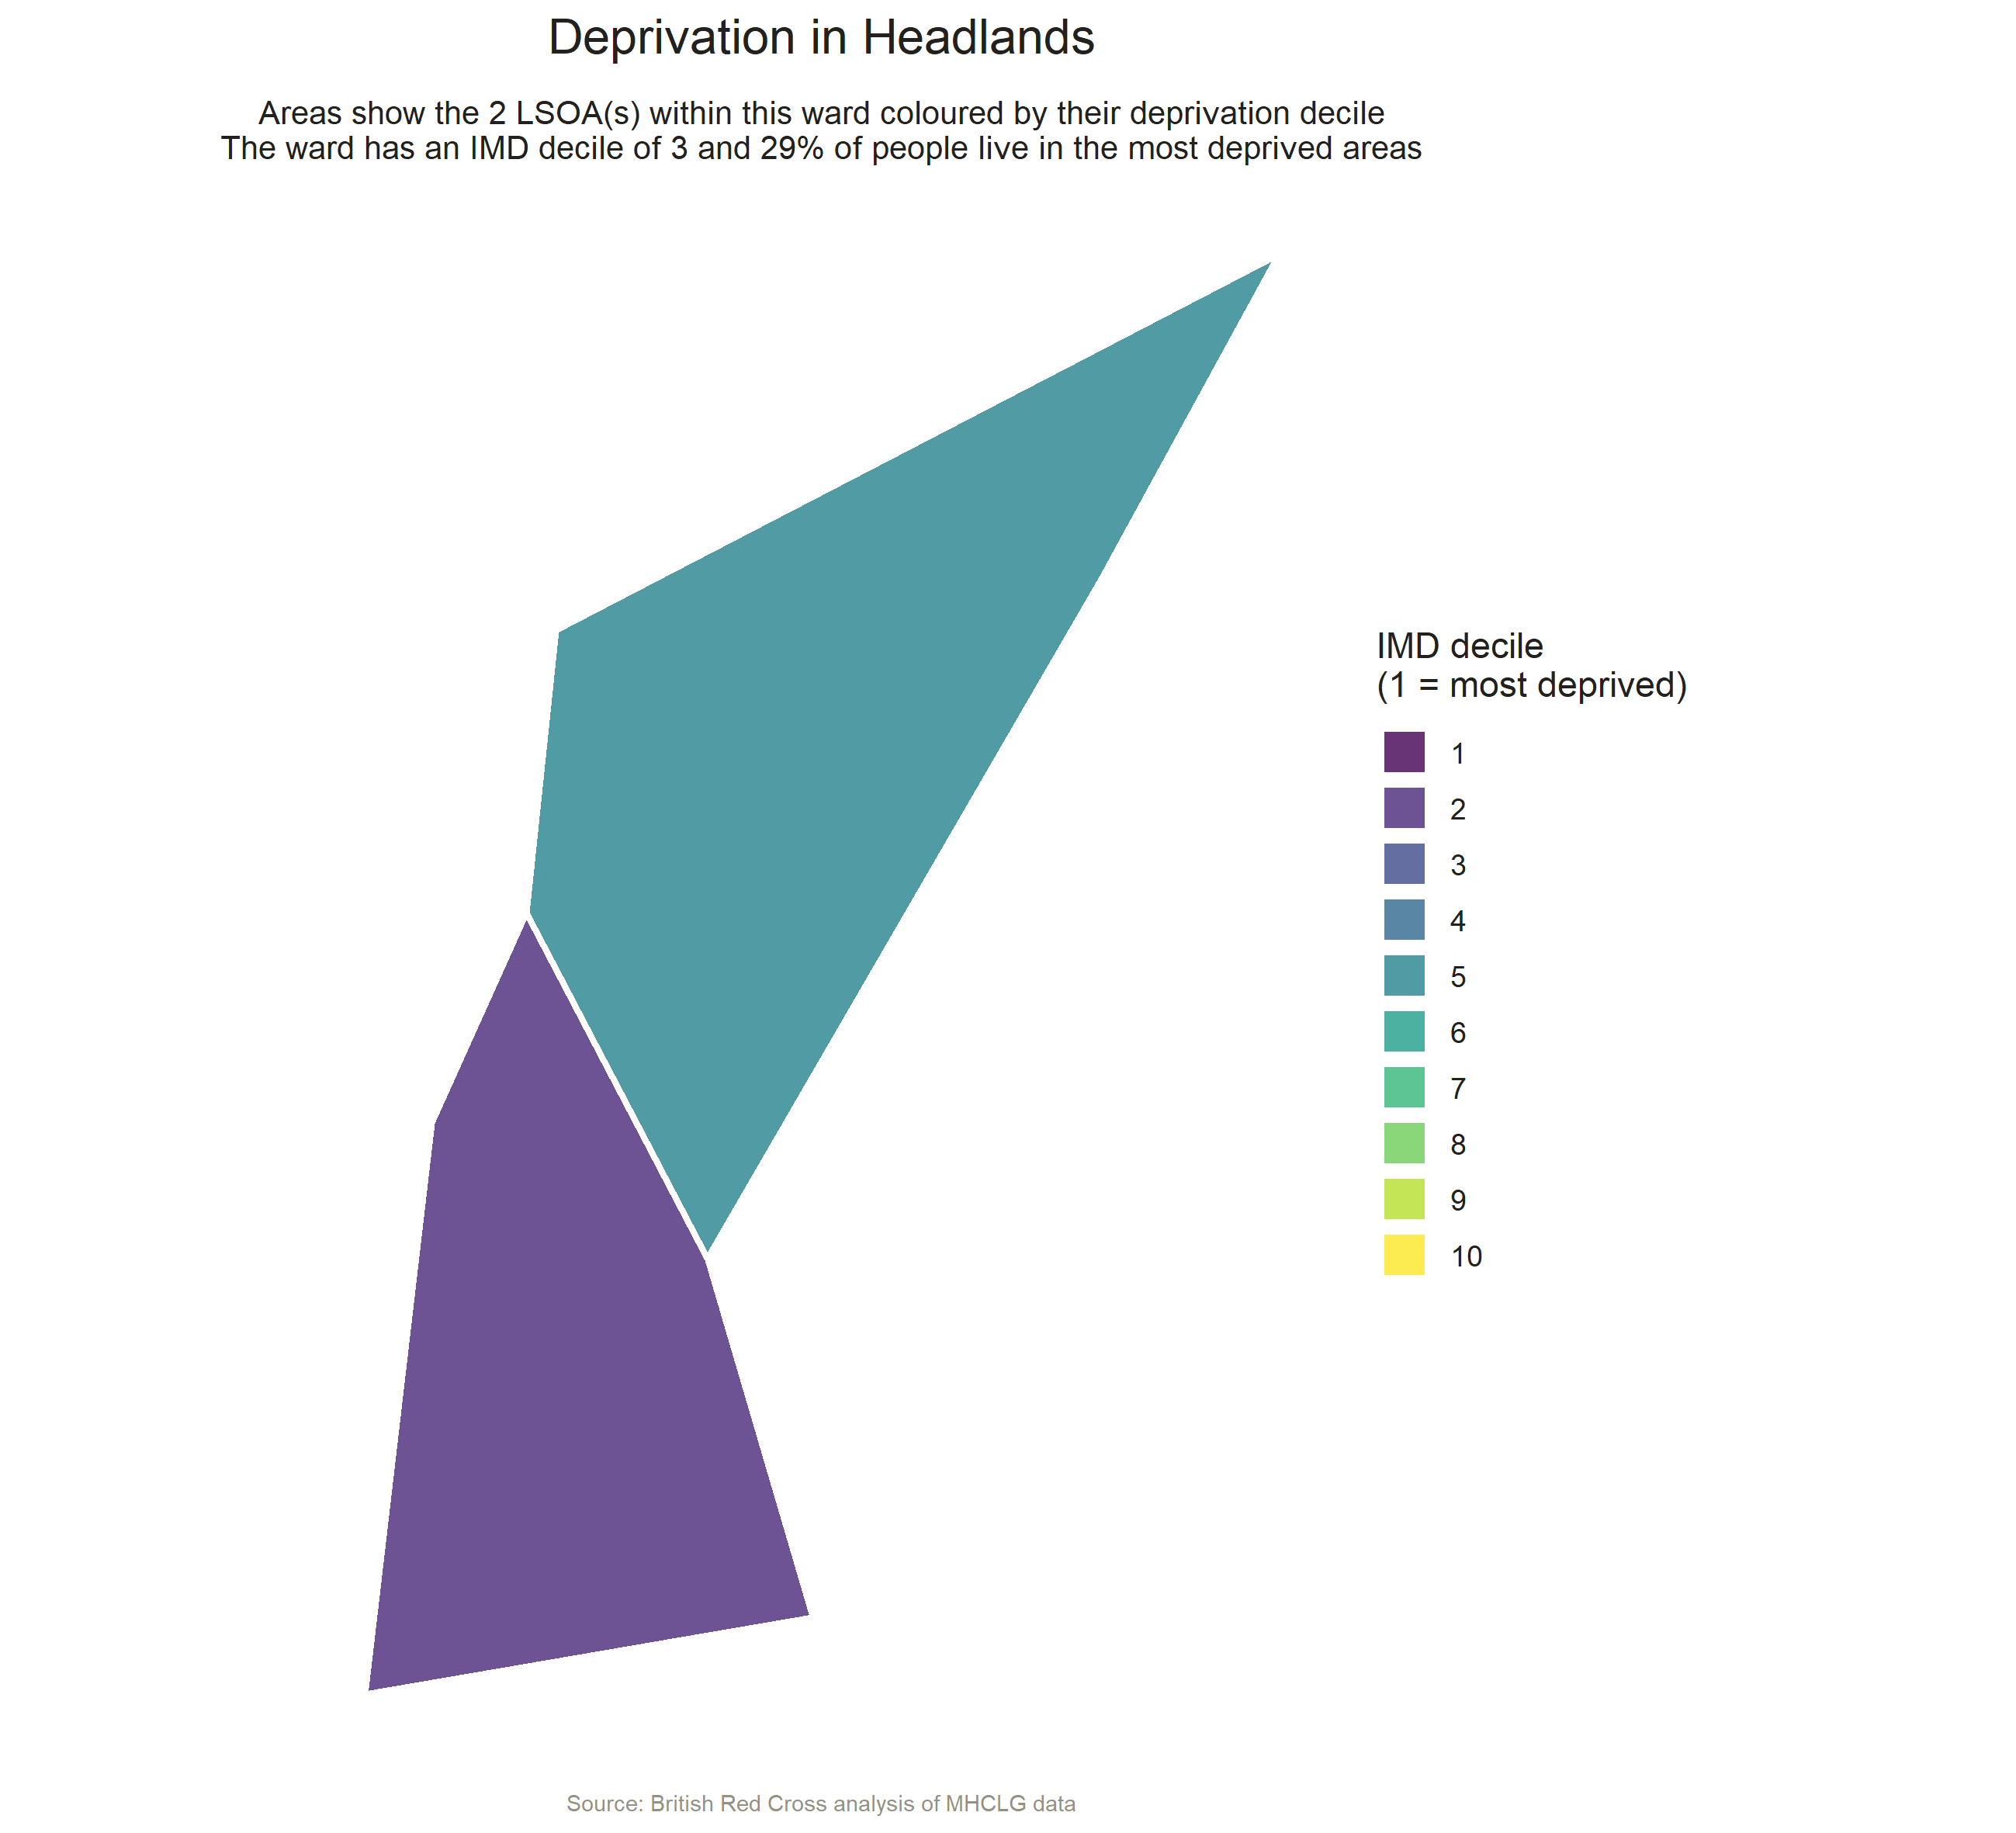 Deprivation in Headlands
Areas show the 2 LSOA(s) within this ward coloured by their deprivation decile
The ward has an IMD decile of 3 and 29% of people live in the most deprived areas
IMD decile
(1 = most deprived)
1
2
3
4
5
6
7
8
9
10
Source: British Red Cross analysis of MHCLG data